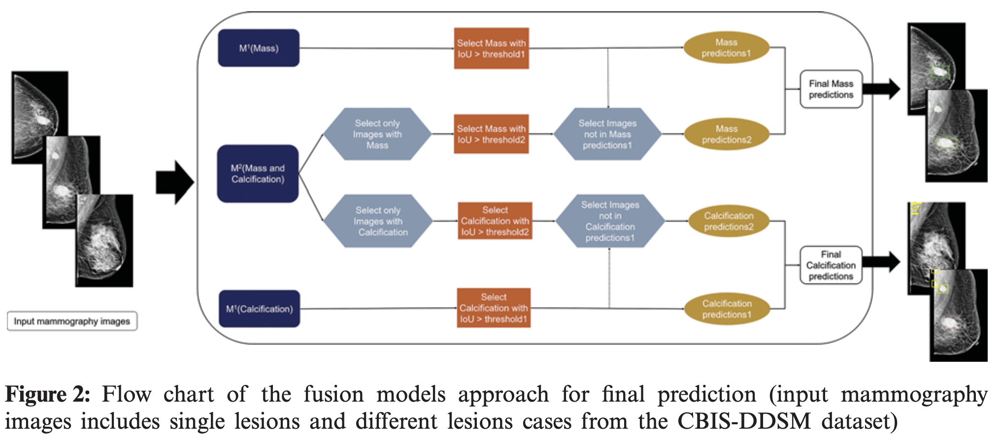 M¹(Mass)
Select Mass with
IoU > threshold1
Mass
predictions1
Final Mass
predictions
Select only
Images with
Mass
Select Mass with
IoU > threshold2
Select Images
not in Mass
predictions1
Mass
predictions2
M²(Mass and
Calcification)
Select only
Images with
Calcification
Select
Calcification with
IoU > threshold2
Select Images
not in
Calcification
predictions1
Calcification
predictions2
Final
Calcification
predictions
M¹(Calcification)
Select
Calcification with
IoU > threshold1
Calcification
predictions1
Input mammography images
Figure 2: Flow chart of the fusion models approach for final prediction (input mammography
images includes single lesions and different lesions cases from the CBIS-DDSM dataset)